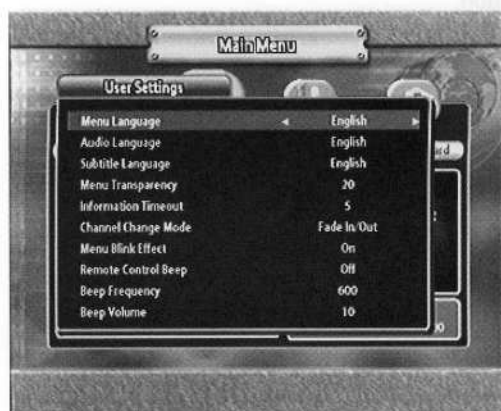 Main Menu
User Settings
Menu Language English
Audio Language English
Subtitle Language English
Menu Transparency 20
Information Timeout 5
Channel Change Mode Fade In/Out
Menu Blink Effect On
Remote Control Beep Off
Beep Frequency 600
Beep Volume 10